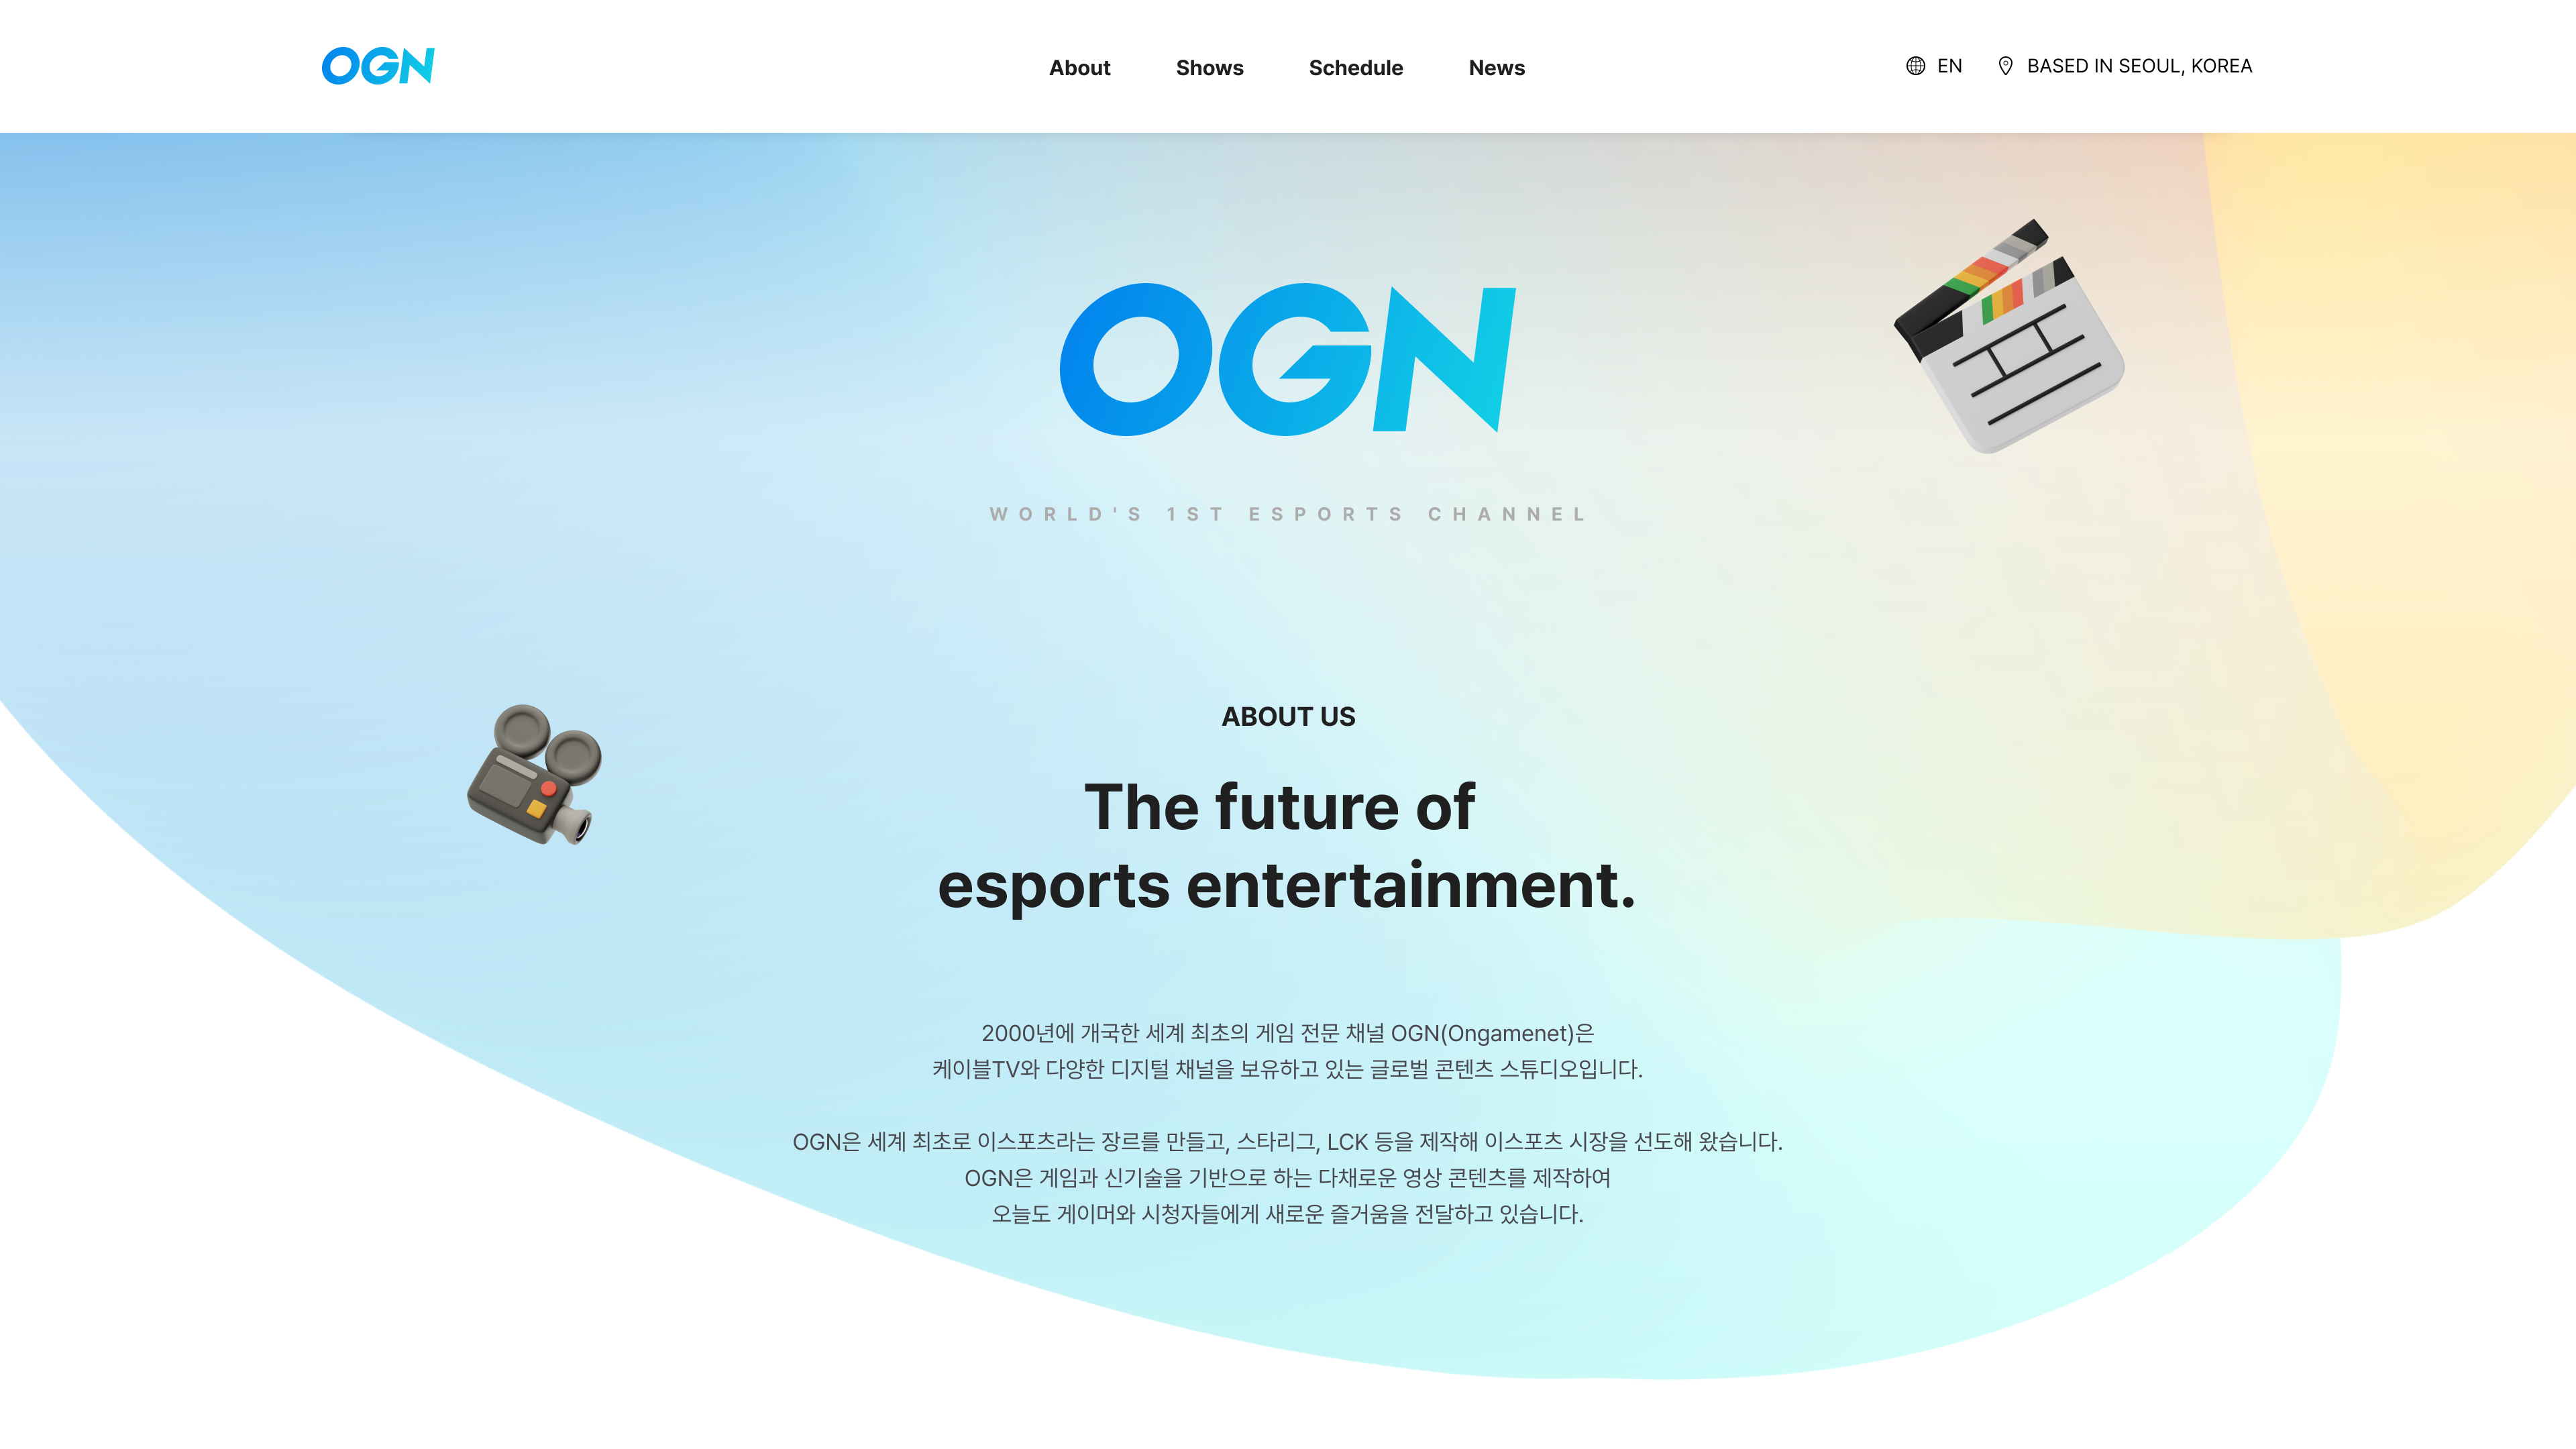 OGN
About
Shows
Schedule
News
EN
BASED IN SEOUL, KOREA
OGN
WORLD'S 1ST ESPORTS CHANNEL
ABOUT US
The future of
esports entertainment.
2000년에 개국한 세계 최초의 게임 전문 채널 OGN(Ongamenet)은
케이블TV와 다양한 디지털 채널을 보유하고 있는 글로벌 콘텐츠 스튜디오입니다.
OGN은 세계 최초로 이스포츠라는 장르를 만들고, 스타리그, LCK 등을 제작해 이스포츠 시장을 선도해 왔습니다.
OGN은 게임과 신기술을 기반으로 하는 다채로운 영상 콘텐츠를 제작하여
오늘도 게이머와 시청자들에게 새로운 즐거움을 전달하고 있습니다.